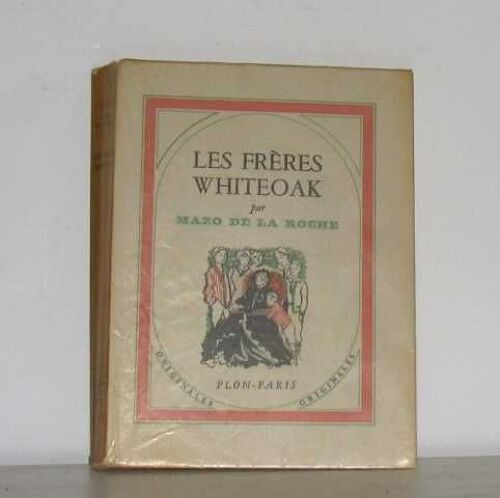 LES FRÈRES
WHITEOAK
par
MAZO DE LA ROCHE
PLON-PARIS
ORIGINALES
ORIGINALES